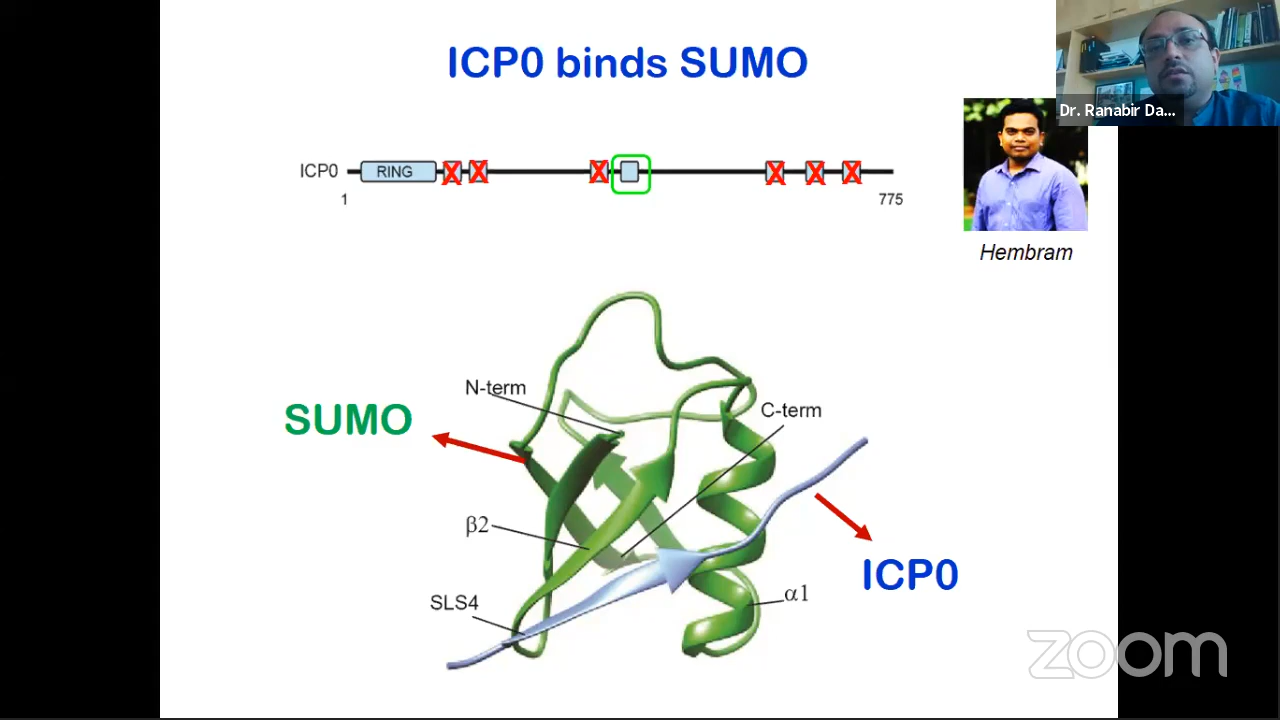 ICP0 binds SUMO
Dr. Ranabir Da...
ICP0
RING
X X X X X X
1
775
Hembram
N-term
SUMO
C-term
β2
ICP0
SLS4
α1
zoom